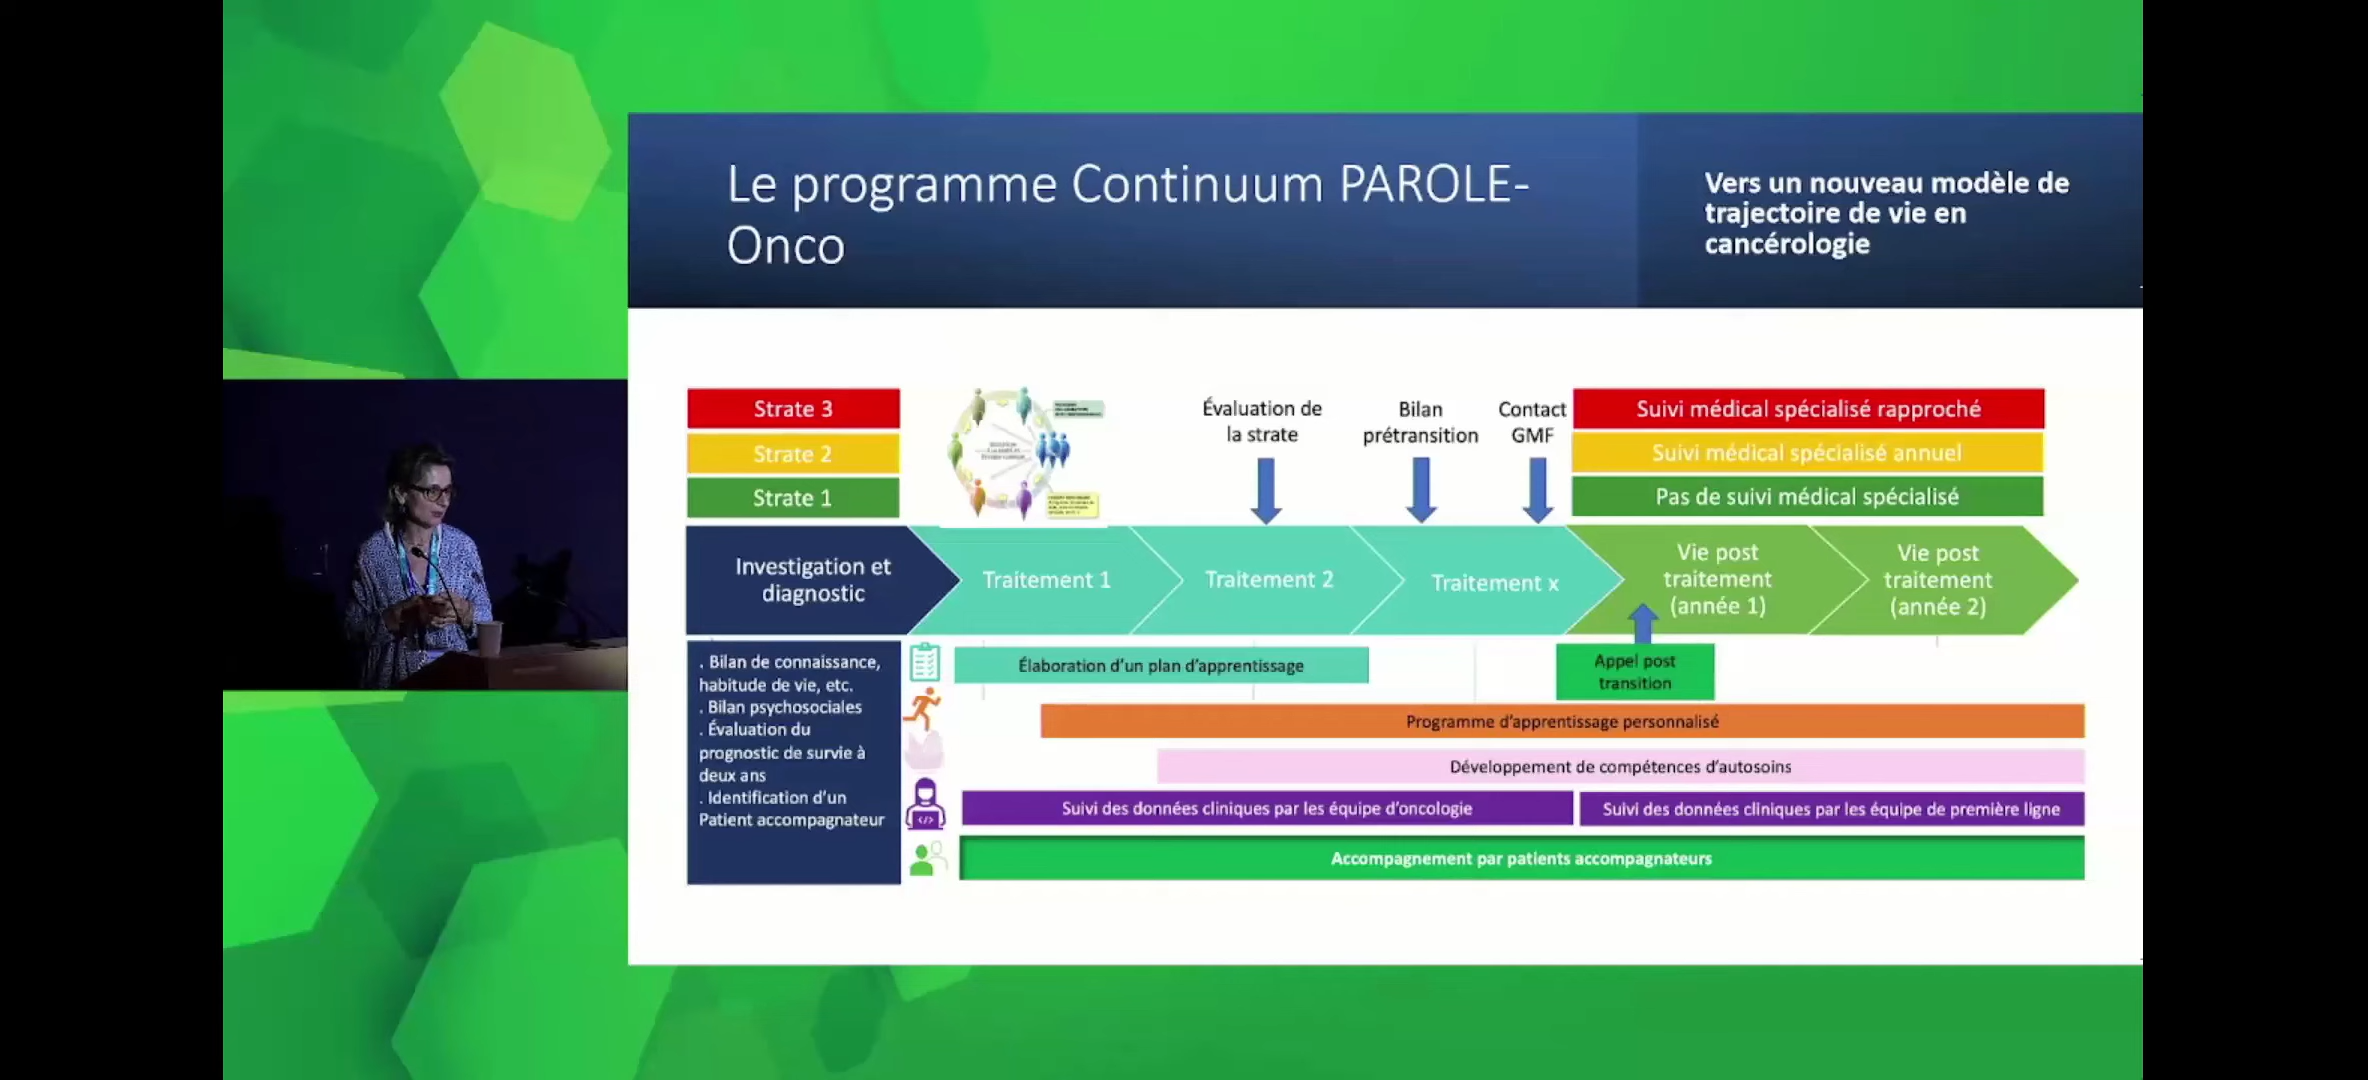 Le programme Continuum PAROLE-
Onco
Vers un nouveau modèle de
trajectoire de vie en
cancérologie
Strate 3
Strate 2
Strate 1
Évaluation de
la strate
Bilan
prétransition
Contact
GMF
Suivi médical spécialisé rapproché
Suivi médical spécialisé annuel
Pas de suivi médical spécialisé
Investigation et
diagnostic
Traitement 1
Traitement 2
Traitement x
Vie post
traitement
(année 1)
Vie post
traitement
(année 2)
. Bilan de connaissance,
habitude de vie, etc.
. Bilan psychosociales
. Évaluation du
prognostic de survie à
deux ans
. Identification d'un
Patient accompagnateur
Élaboration d'un plan d'apprentissage
Appel post
transition
Programme d'apprentissage personnalisé
Développement de compétences d'autosoins
</>
Suivi des données cliniques par les équipe d'oncologie
Suivi des données cliniques par les équipe de première ligne
Accompagnement par patients accompagnateurs